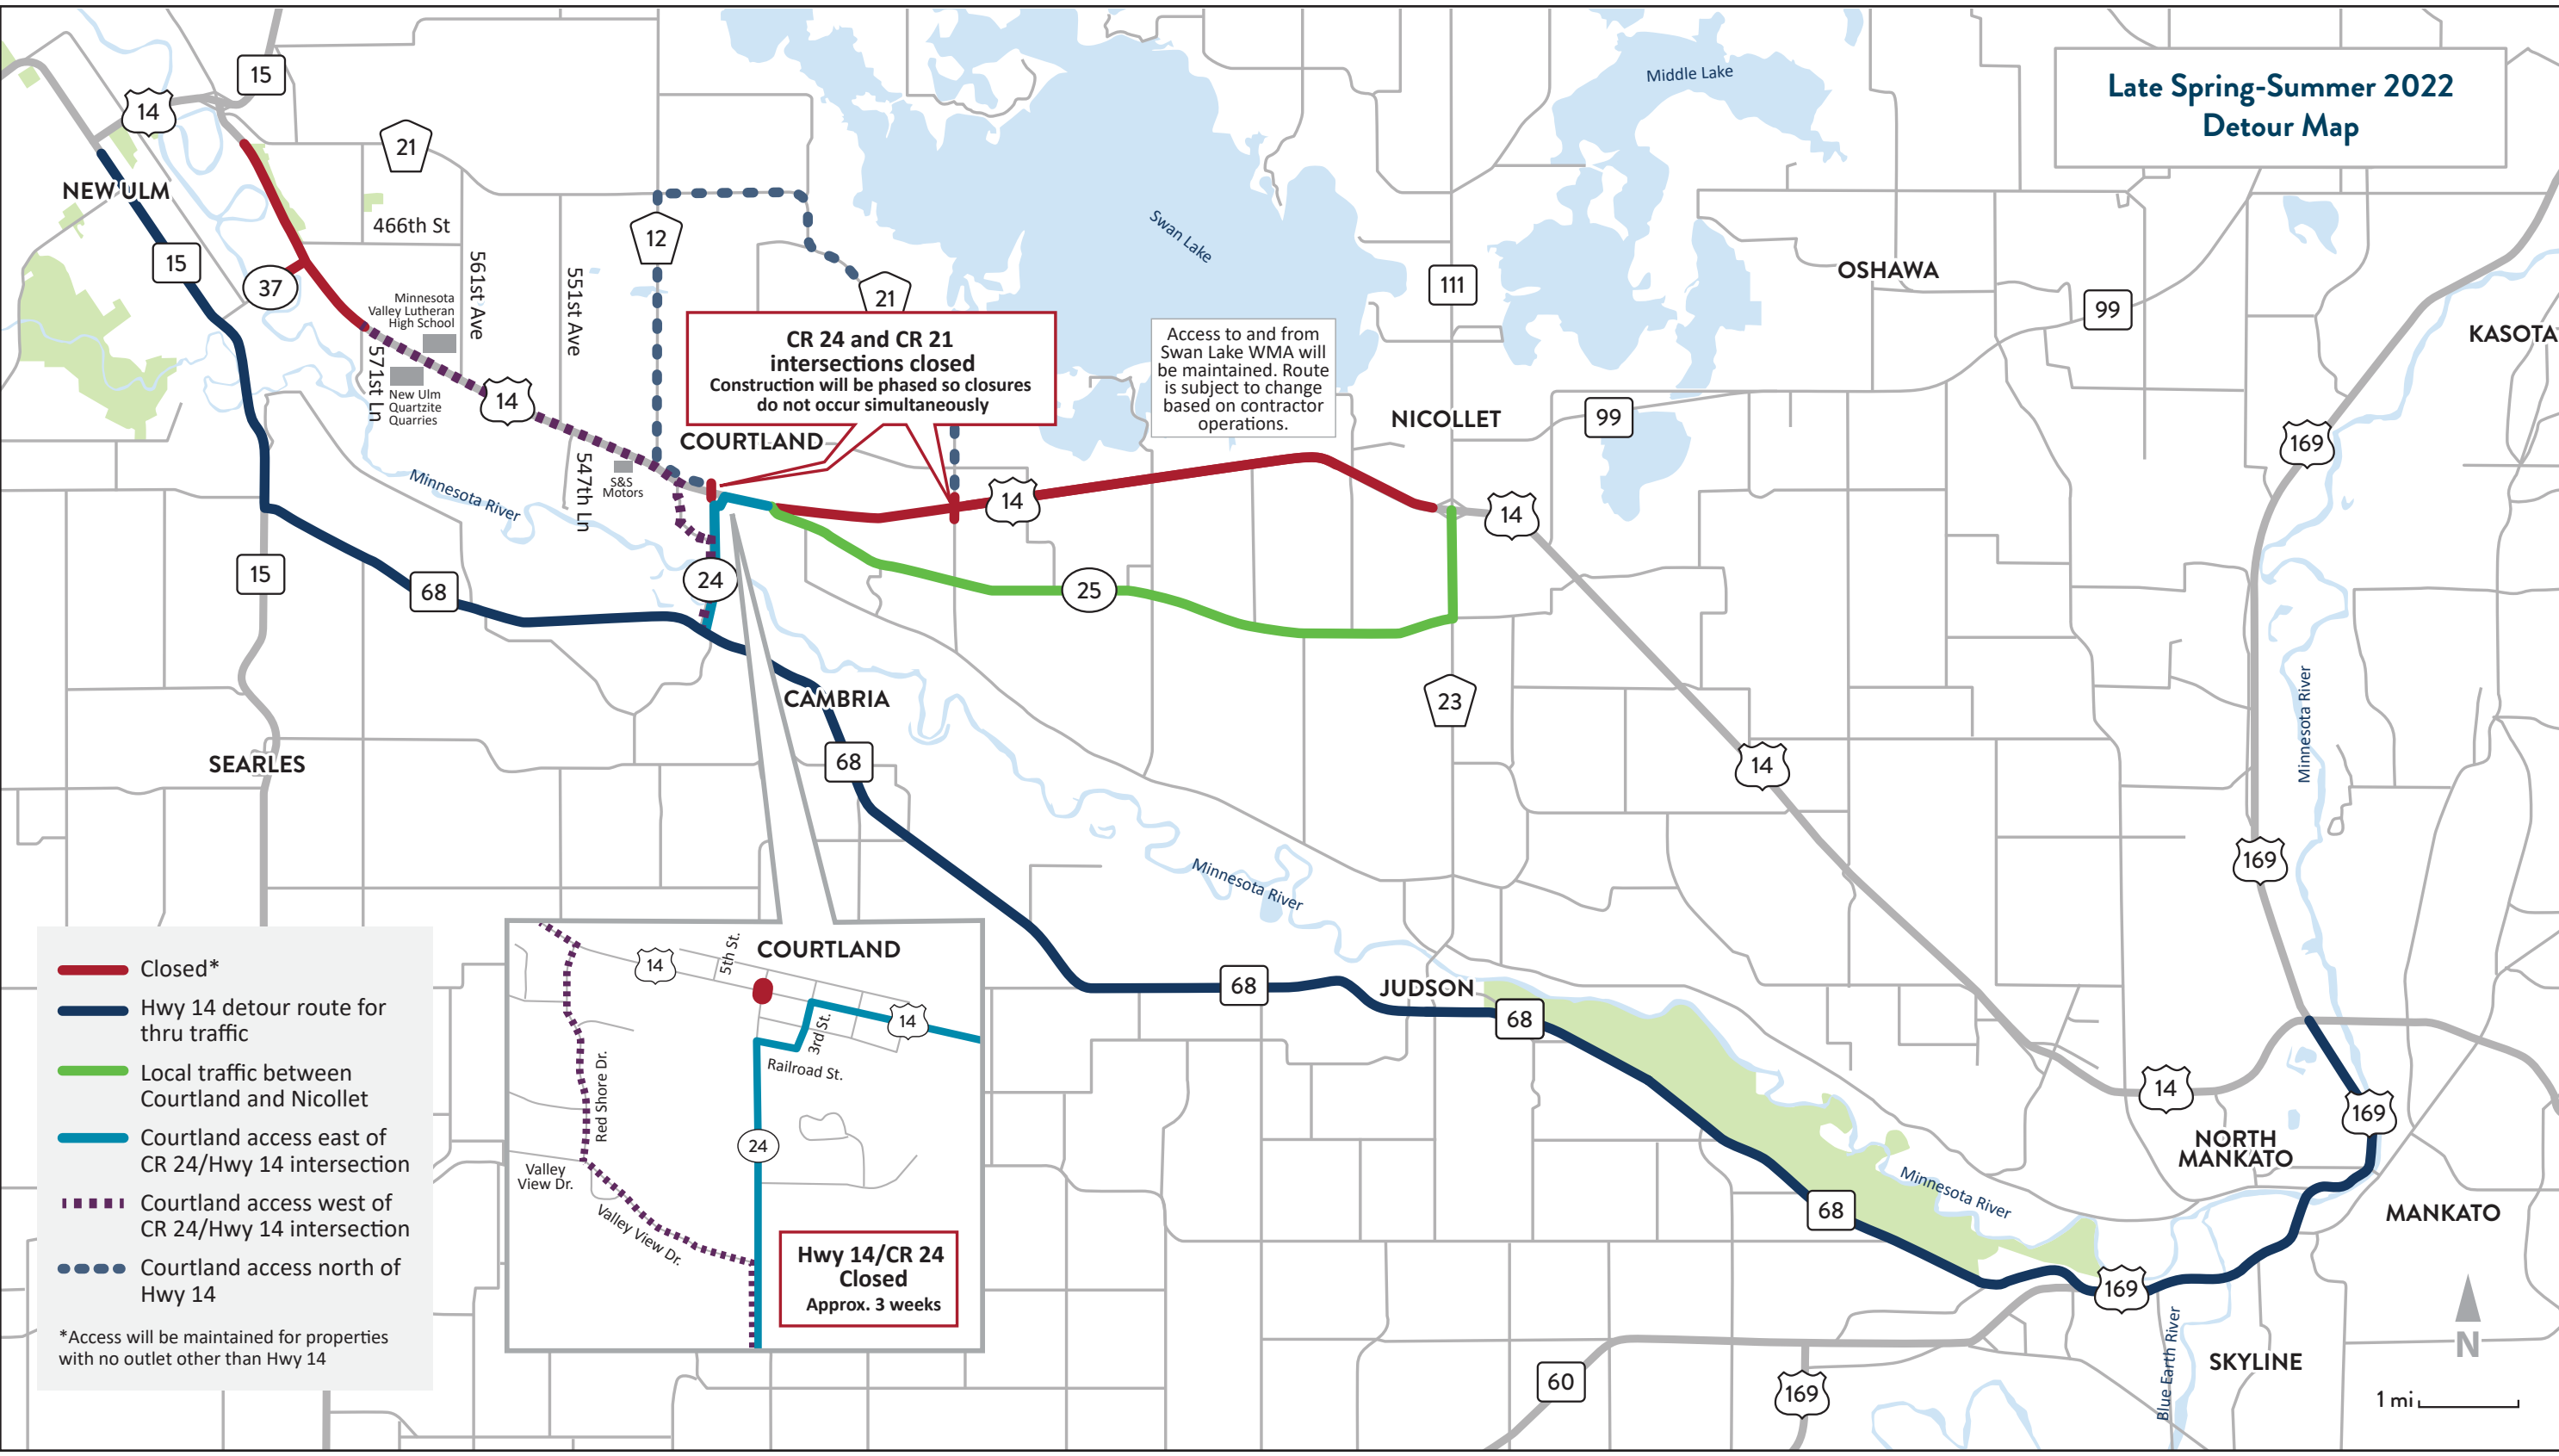 Late Spring-Summer 2022
Detour Map
15
14
21
NEW ULM
466th St
12
15
37
21
561st Ave
551st Ave
Minnesota
Valley Lutheran
High School
571st Ln
New Ulm
Quartzite
Quarries
14
547th Ln
S&S
Motors
COURTLAND
CR 24 and CR 21
intersections closed
Construction will be phased so closures
do not occur simultaneously
Swan Lake
Middle Lake
Access to and from
Swan Lake WMA will
be maintained. Route
is subject to change
based on contractor
operations.
111
NICOLLET
99
OSHAWA
99
KASOTA
169
14
14
Minnesota River
15
68
24
25
23
CAMBRIA
68
SEARLES
14
Minnesota River
169
Minnesota River
68
JUDSON
68
14
169
NORTH
MANKATO
MANKATO
Minnesota River
68
169
Blue Earth River
SKYLINE
60
169
N
1 mi
Closed*
Hwy 14 detour route for
thru traffic
Local traffic between
Courtland and Nicollet
Courtland access east of
CR 24/Hwy 14 intersection
Courtland access west of
CR 24/Hwy 14 intersection
Courtland access north of
Hwy 14
*Access will be maintained for properties
with no outlet other than Hwy 14
COURTLAND
14
5th St.
3rd St.
14
Railroad St.
Red Shore Dr.
24
Valley
View Dr.
Valley View Dr.
Hwy 14/CR 24
Closed
Approx. 3 weeks